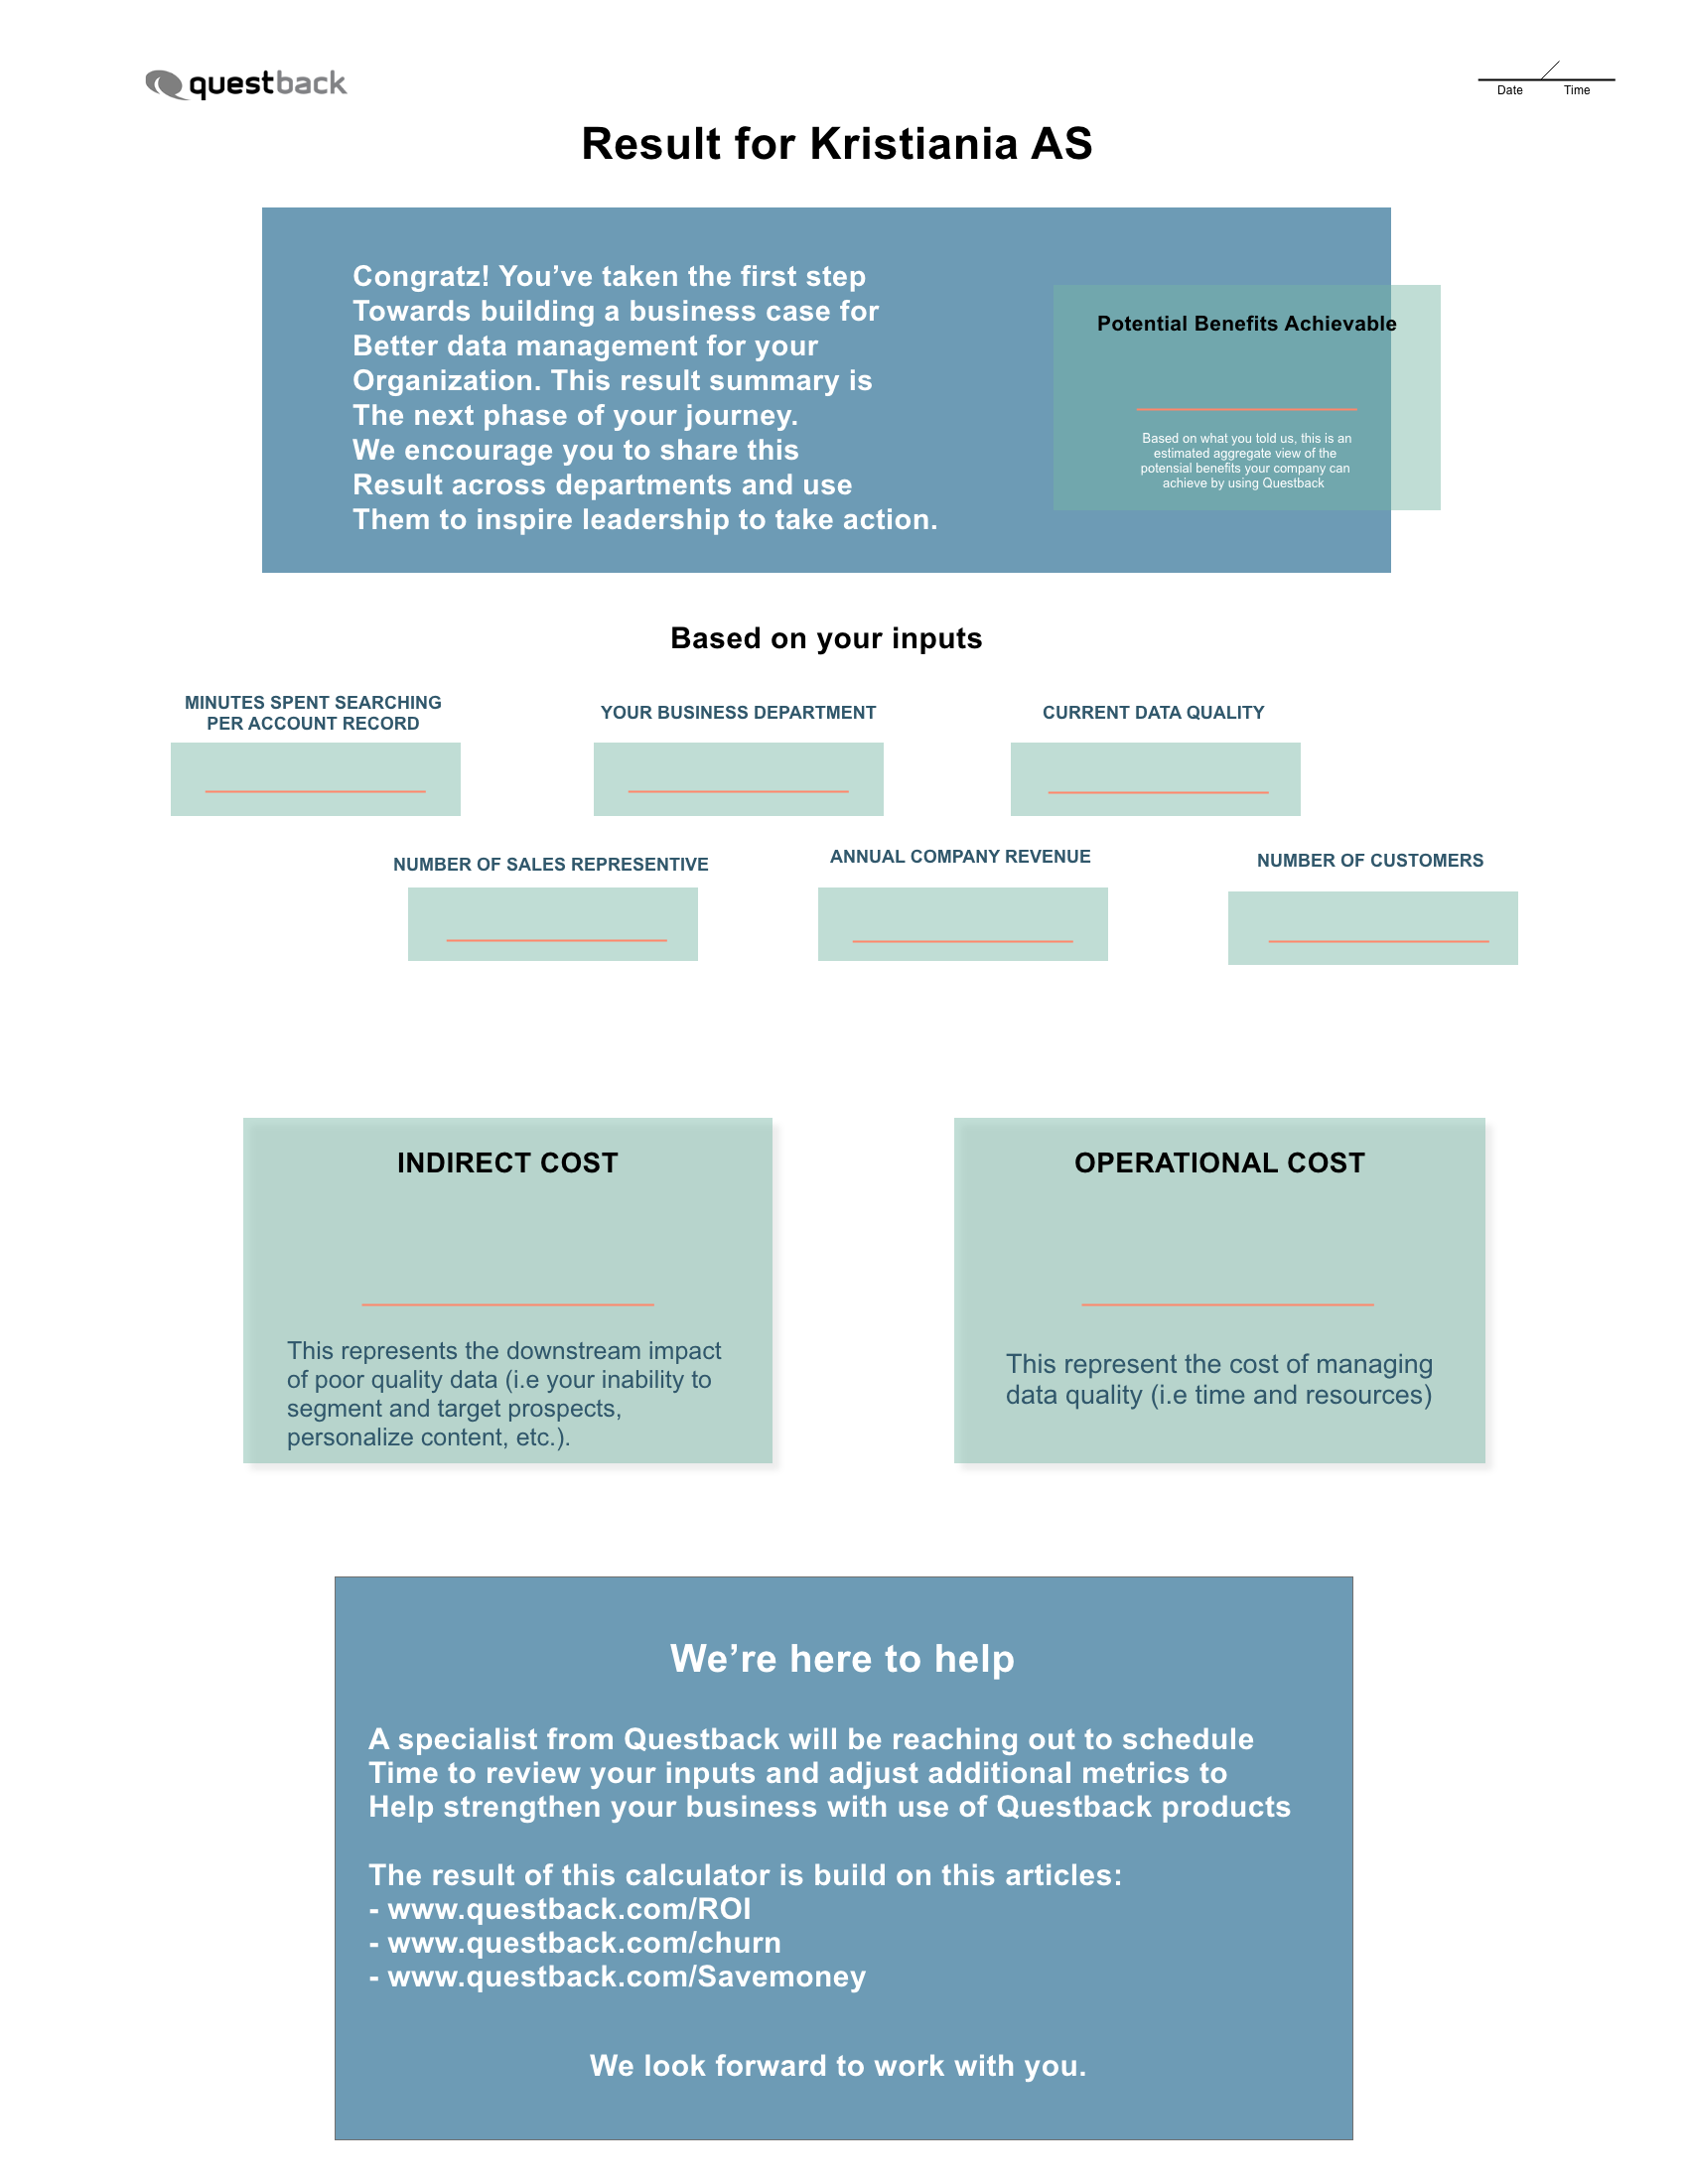 questback
Date Time
Result for Kristiania AS
Congratz! You’ve taken the first step
Towards building a business case for
Better data management for your
Organization. This result summary is
The next phase of your journey.
We encourage you to share this
Result across departments and use
Them to inspire leadership to take action.
Potential Benefits Achievable
Based on what you told us, this is an
estimated aggregate view of the
potensial benefits your company can
achieve by using Questback
Based on your inputs
MINUTES SPENT SEARCHING
PER ACCOUNT RECORD
YOUR BUSINESS DEPARTMENT
CURRENT DATA QUALITY
NUMBER OF SALES REPRESENTIVE
ANNUAL COMPANY REVENUE
NUMBER OF CUSTOMERS
INDIRECT COST
This represents the downstream impact
of poor quality data (i.e your inability to
segment and target prospects,
personalize content, etc.).
OPERATIONAL COST
This represent the cost of managing
data quality (i.e time and resources)
We’re here to help
A specialist from Questback will be reaching out to schedule
Time to review your inputs and adjust additional metrics to
Help strengthen your business with use of Questback products
The result of this calculator is build on this articles:
- www.questback.com/ROI
- www.questback.com/churn
- www.questback.com/Savemoney
We look forward to work with you.